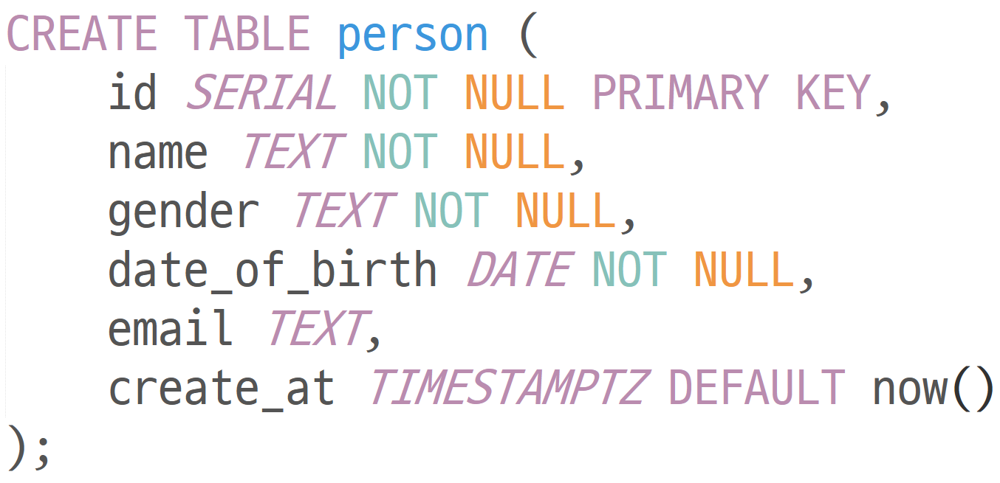 CREATE TABLE person (
    id SERIAL NOT NULL PRIMARY KEY,
    name TEXT NOT NULL,
    gender TEXT NOT NULL,
    date_of_birth DATE NOT NULL,
    email TEXT,
    create_at TIMESTAMPTZ DEFAULT now()
);